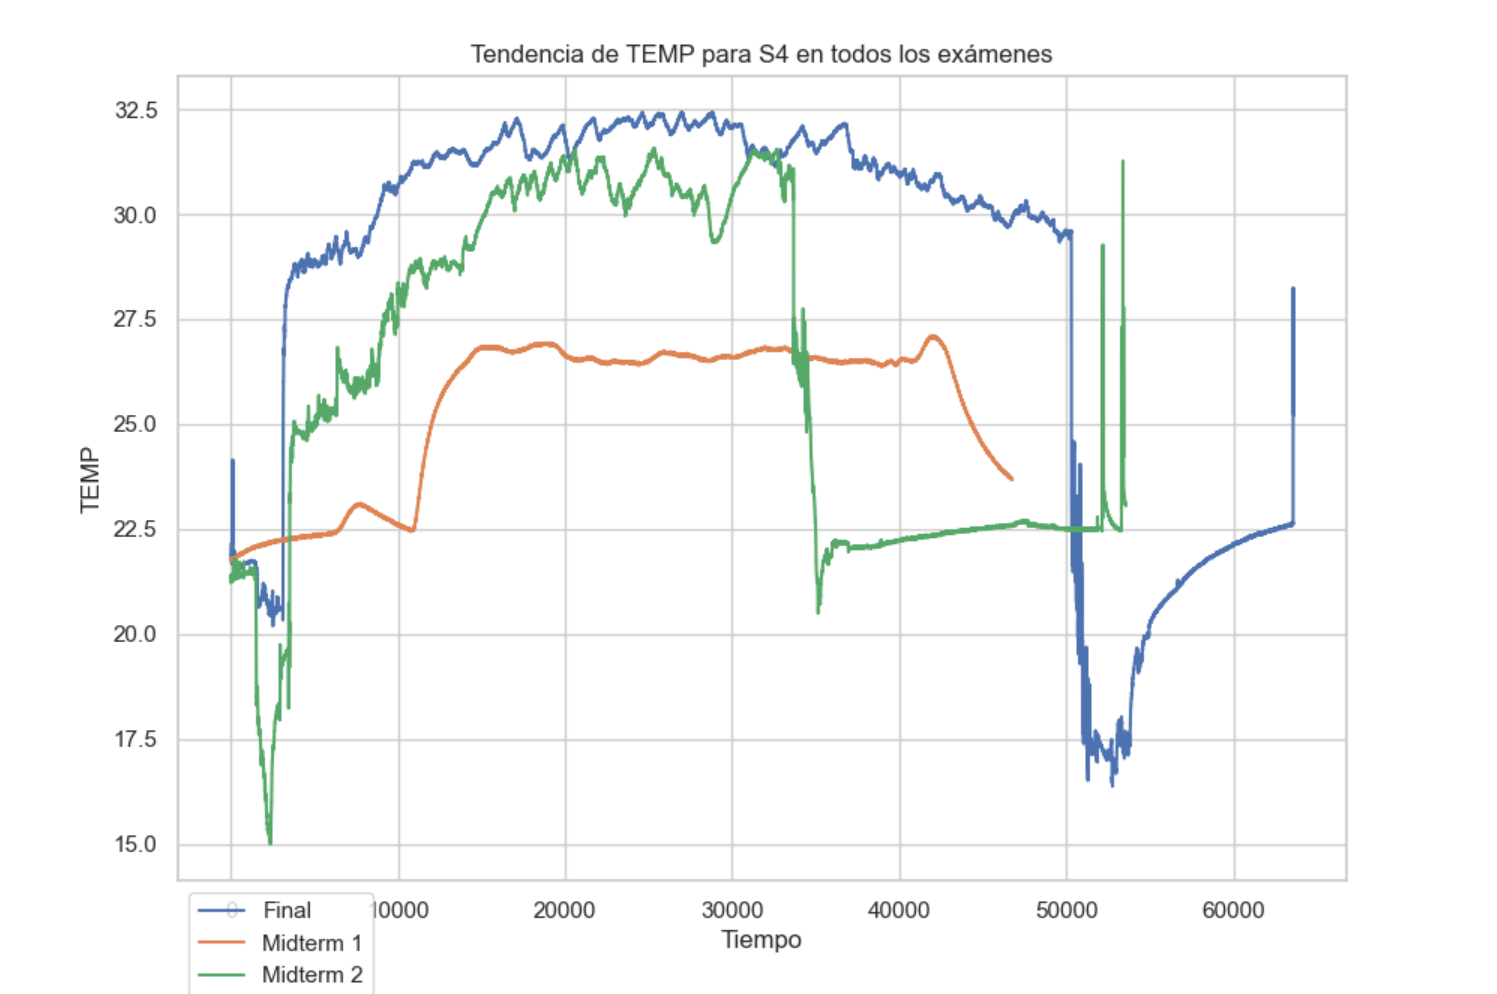 Tendencia de TEMP para S4 en todos los exámenes
TEMP
32.5
30.0
27.5
25.0
22.5
20.0
17.5
15.0
0
10000
20000
30000
40000
50000
60000
Tiempo
Final
Midterm 1
Midterm 2